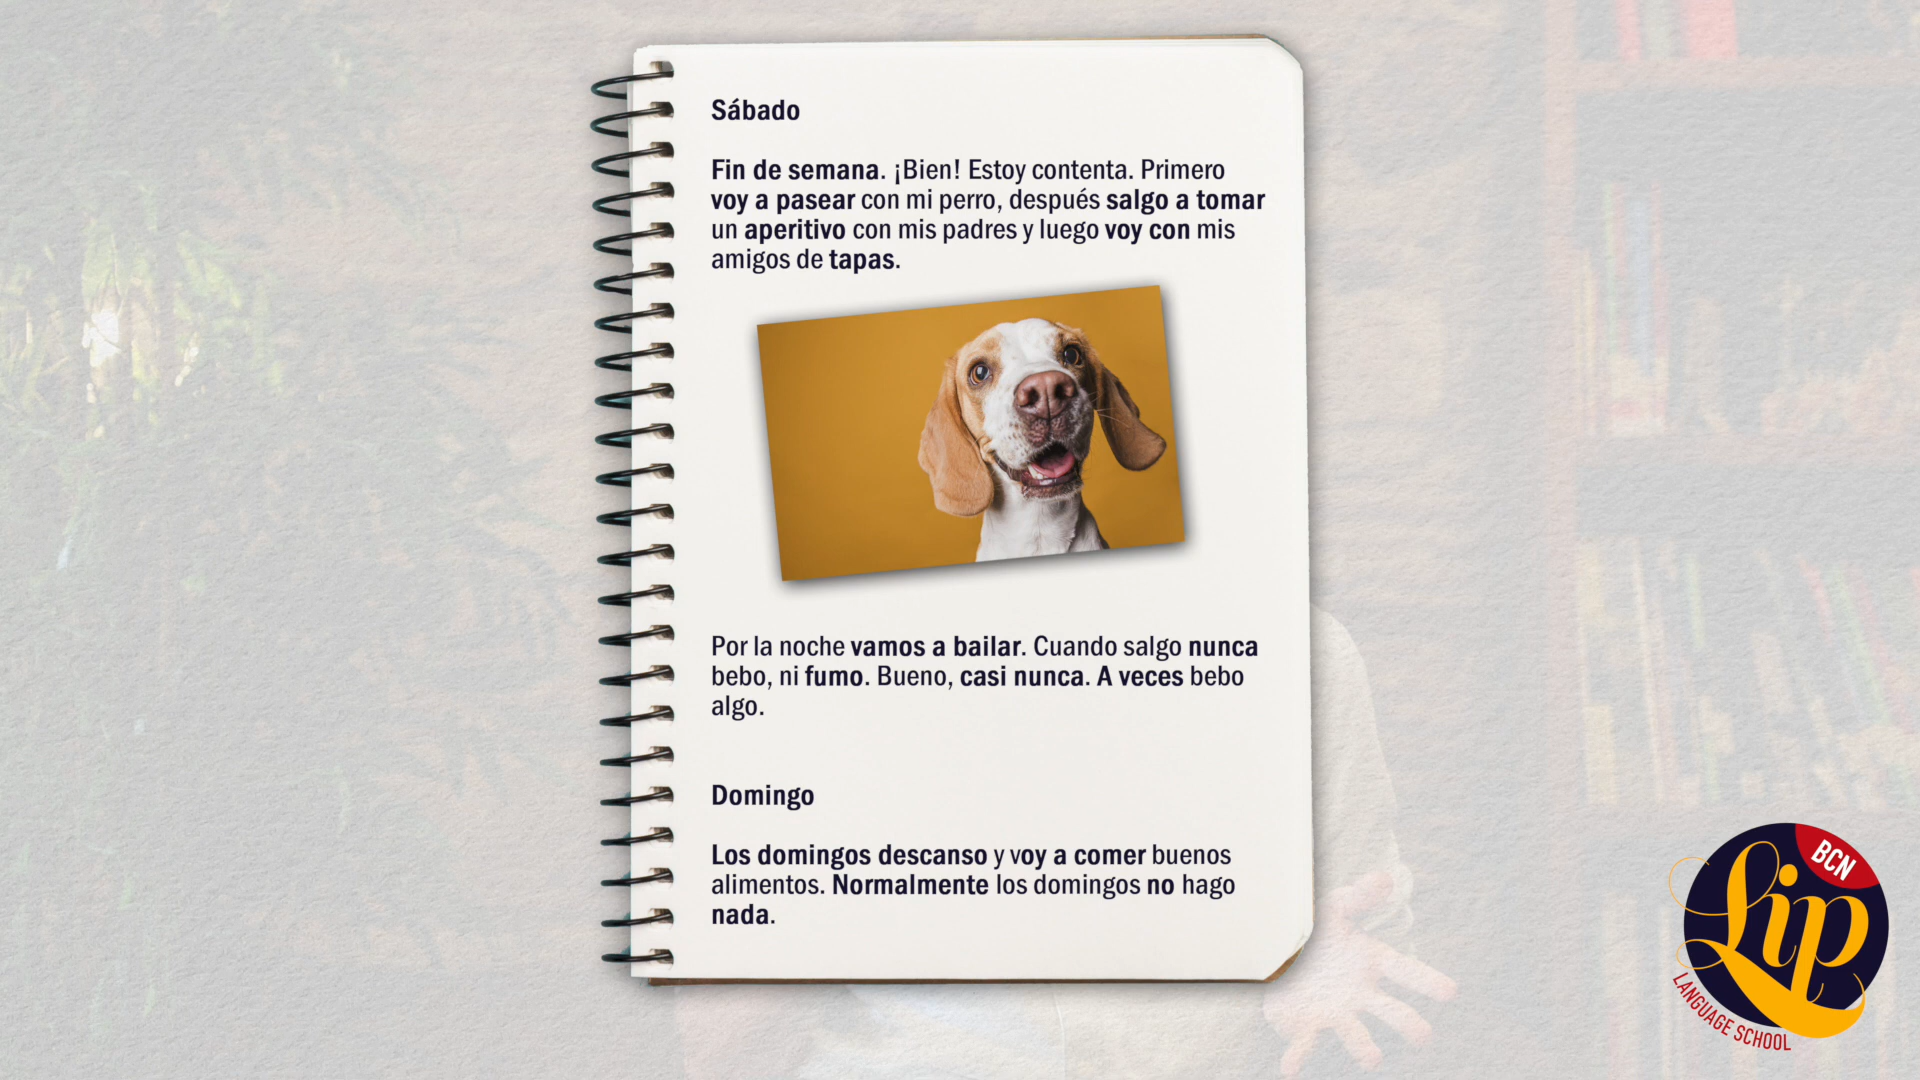 Sábado
Fin de semana. ¡Bien! Estoy contenta. Primero
voy a pasear con mi perro, después salgo a tomar
un aperitivo con mis padres y luego voy con mis
amigos de tapas.
Por la noche vamos a bailar. Cuando salgo nunca
bebo, ni fumo. Bueno, casi nunca. A veces bebo
algo.
Domingo
Los domingos descanso y voy a comer buenos
alimentos. Normalmente los domingos no hago
nada.
BCN
Lip
LANGUAGE SCHOOL